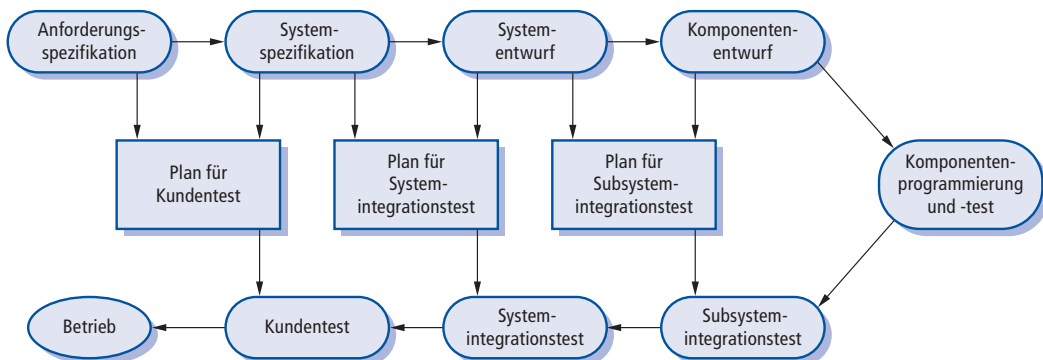 Anforderungs-
spezifikation
System-
spezifikation
System-
entwurf
Komponenten-
entwurf
Plan für
Kundentest
Plan für
System-
integrationstest
Plan für
Subsystem-
integrationstest
Komponenten-
programmierung
und -test
Betrieb
Kundentest
System-
integrationstest
Subsystem-
integrationstest